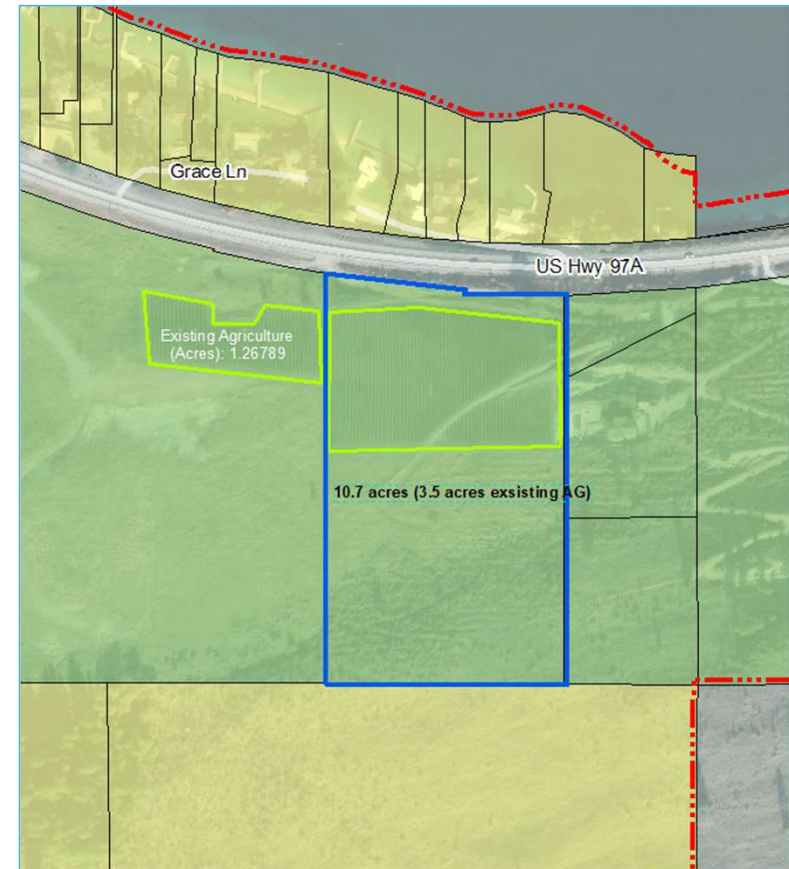 Grace Ln
US Hwy 97A
Existing Agriculture
(Acres): 1.26789
10.7 acres (3.5 acres exsisting AG)